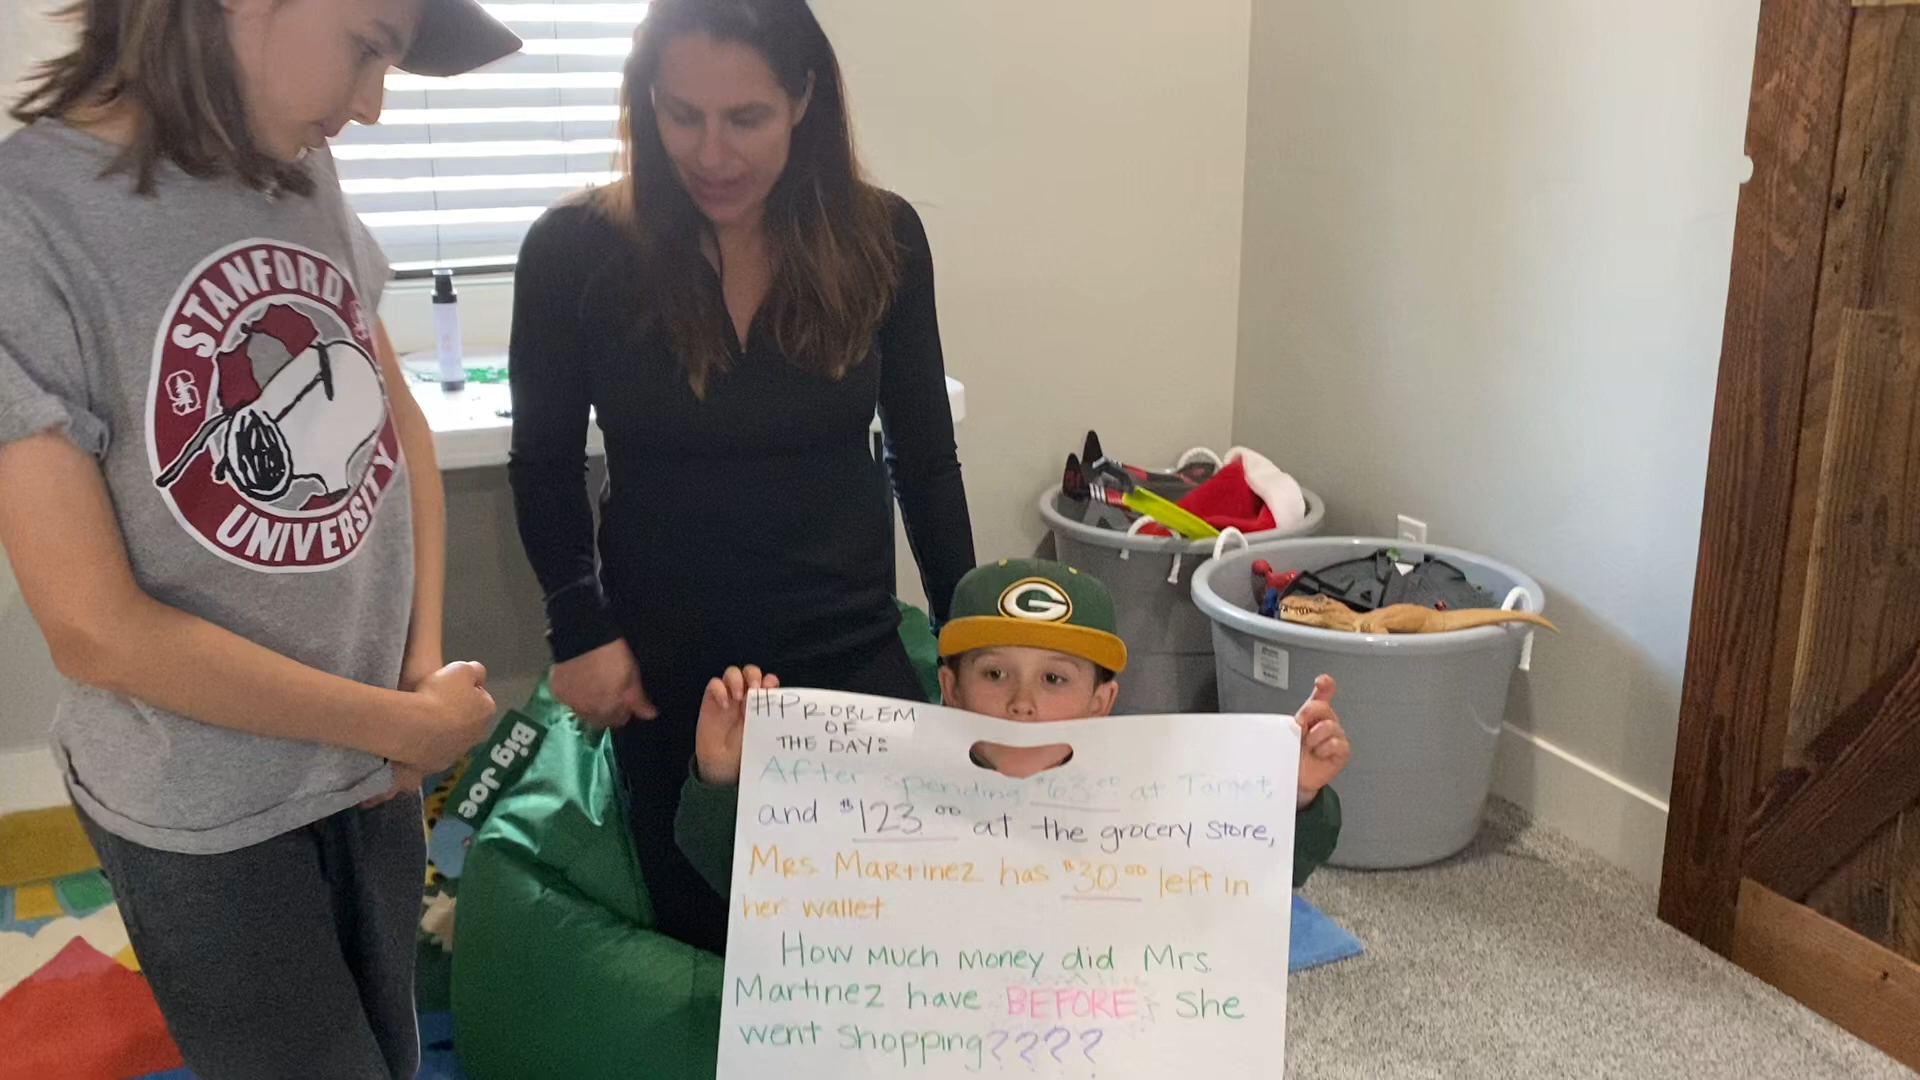 STANFORD
UNIVERSITY
Big Joe
G
#PROBLEM
OF
THE DAY:
After spending $63.00 at Target,
and $123.00 at the grocery store,
Mrs. Martinez has $30.00 left in
her wallet
How much money did Mrs.
Martinez have BEFORE she
went shopping????